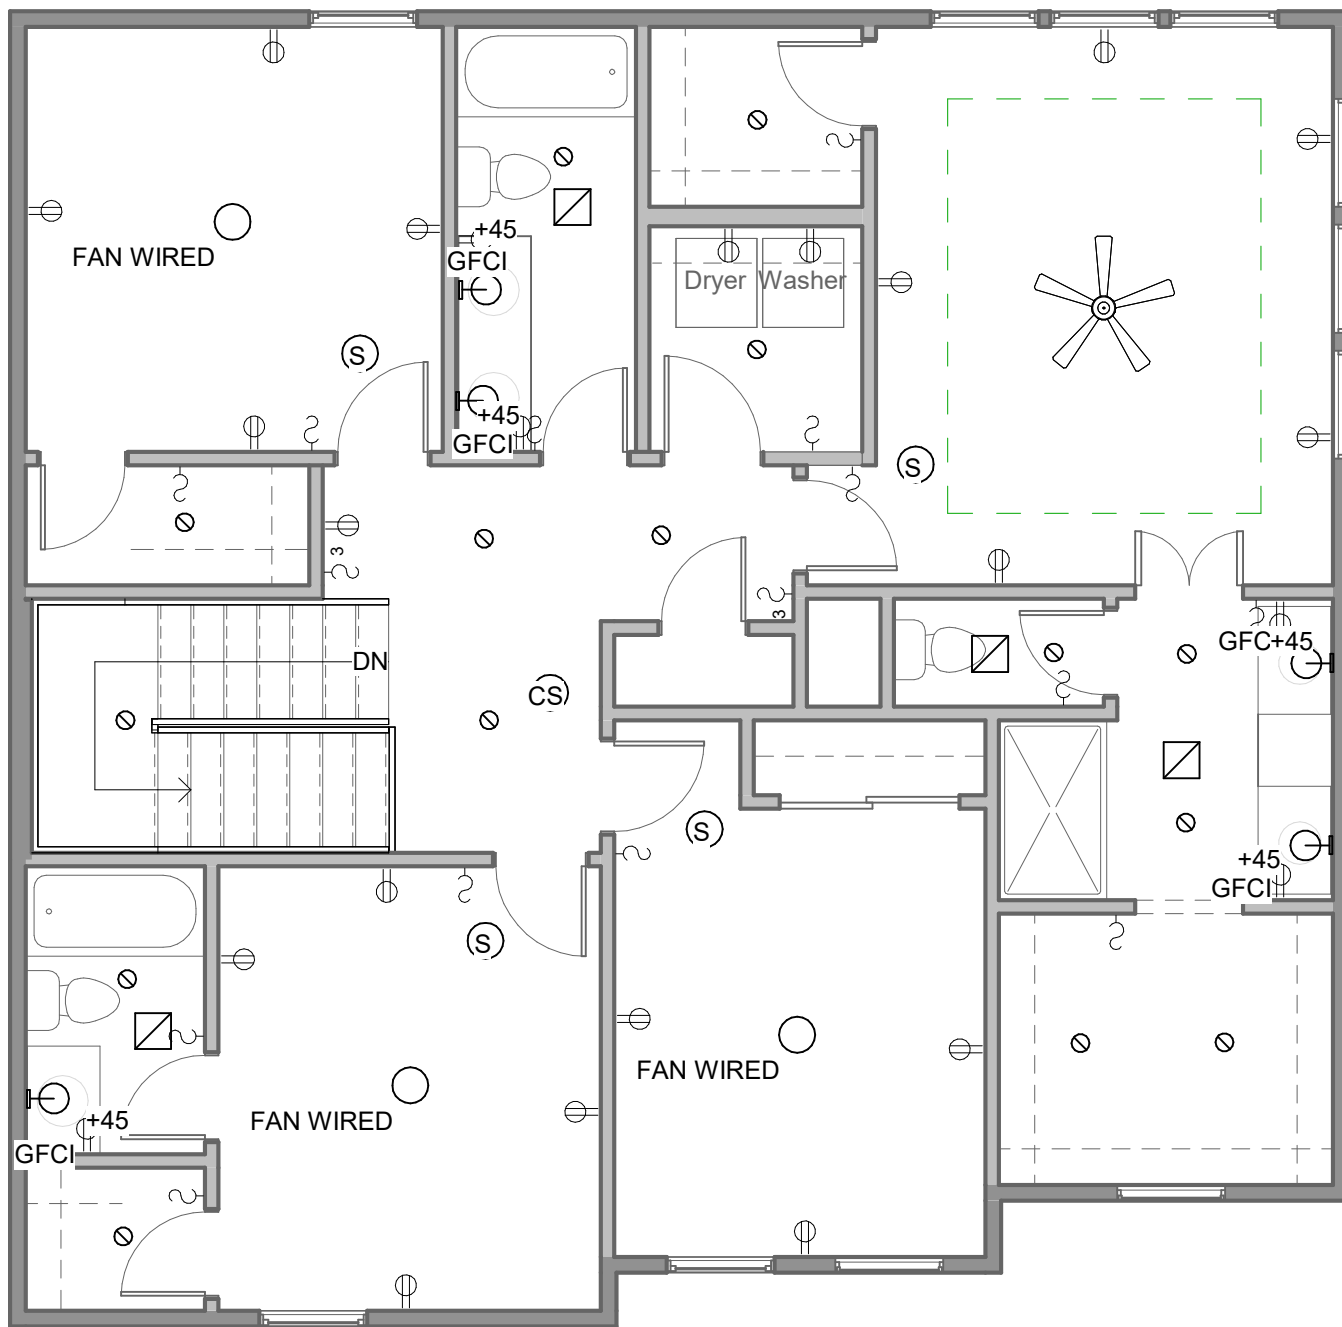 +45
GFCI
FAN WIRED
Dryer
Washer
S
+45
GFCI
S
3
3
DN
CS
GFC
+45
S
+45
GFCI
S
FAN WIRED
FAN WIRED
+45
GFCI